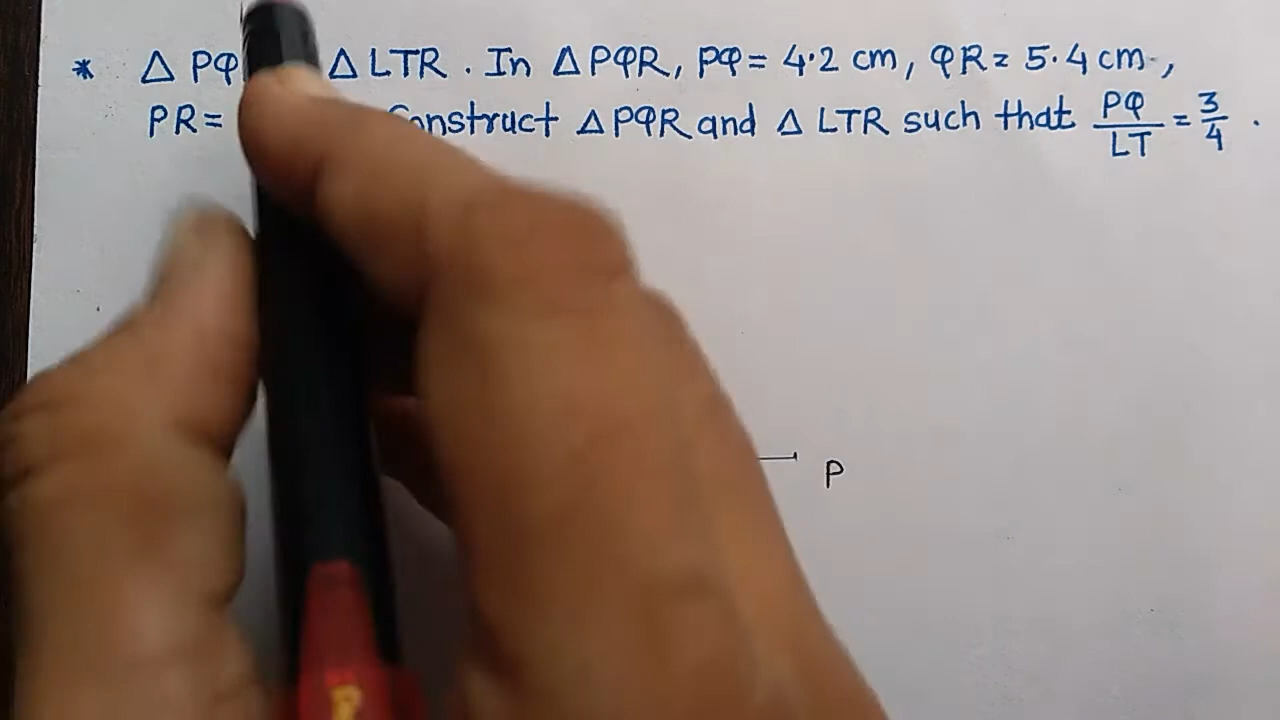 * △ PQ △ LTR . In △PQR, PQ = 4.2 cm, QR = 5.4 cm,
PR = Construct △PQR and △ LTR such that PQ/LT = 3/4 .
P